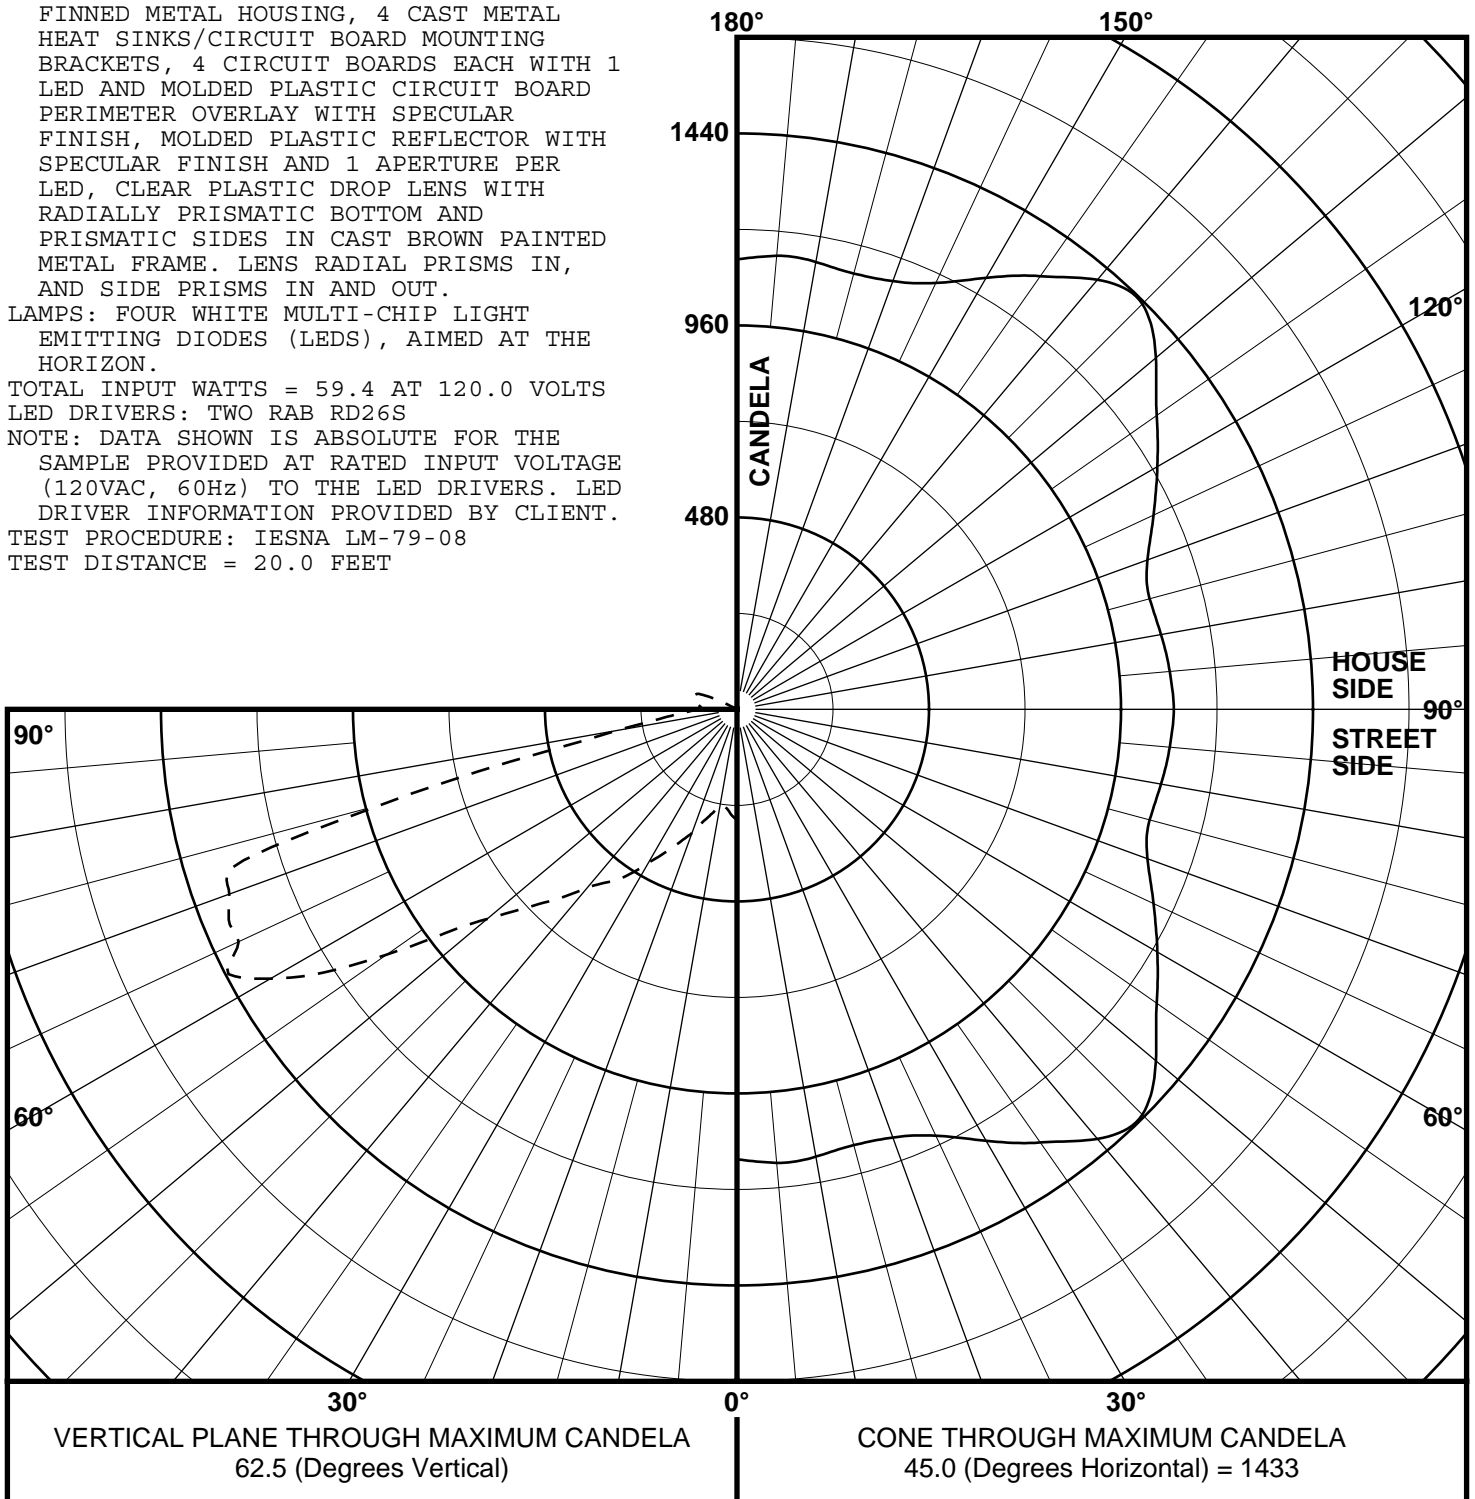 FINNED METAL HOUSING, 4 CAST METAL
HEAT SINKS/CIRCUIT BOARD MOUNTING
BRACKETS, 4 CIRCUIT BOARDS EACH WITH 1
LED AND MOLDED PLASTIC CIRCUIT BOARD
PERIMETER OVERLAY WITH SPECULAR
FINISH, MOLDED PLASTIC REFLECTOR WITH
SPECULAR FINISH AND 1 APERTURE PER
LED, CLEAR PLASTIC DROP LENS WITH
RADIALLY PRISMATIC BOTTOM AND
PRISMATIC SIDES IN CAST BROWN PAINTED
METAL FRAME. LENS RADIAL PRISMS IN,
AND SIDE PRISMS IN AND OUT.
LAMPS: FOUR WHITE MULTI-CHIP LIGHT
EMITTING DIODES (LEDS), AIMED AT THE
HORIZON.
TOTAL INPUT WATTS = 59.4 AT 120.0 VOLTS
LED DRIVERS: TWO RAB RD26S
NOTE: DATA SHOWN IS ABSOLUTE FOR THE
SAMPLE PROVIDED AT RATED INPUT VOLTAGE
(120VAC, 60Hz) TO THE LED DRIVERS. LED
DRIVER INFORMATION PROVIDED BY CLIENT.
TEST PROCEDURE: IESNA LM-79-08
TEST DISTANCE = 20.0 FEET
180°
150°
1440
960
480
CANDELA
120°
HOUSE
SIDE
90°
STREET
SIDE
60°
90°
60°
30°
0°
30°
VERTICAL PLANE THROUGH MAXIMUM CANDELA
62.5 (Degrees Vertical)
CONE THROUGH MAXIMUM CANDELA
45.0 (Degrees Horizontal) = 1433